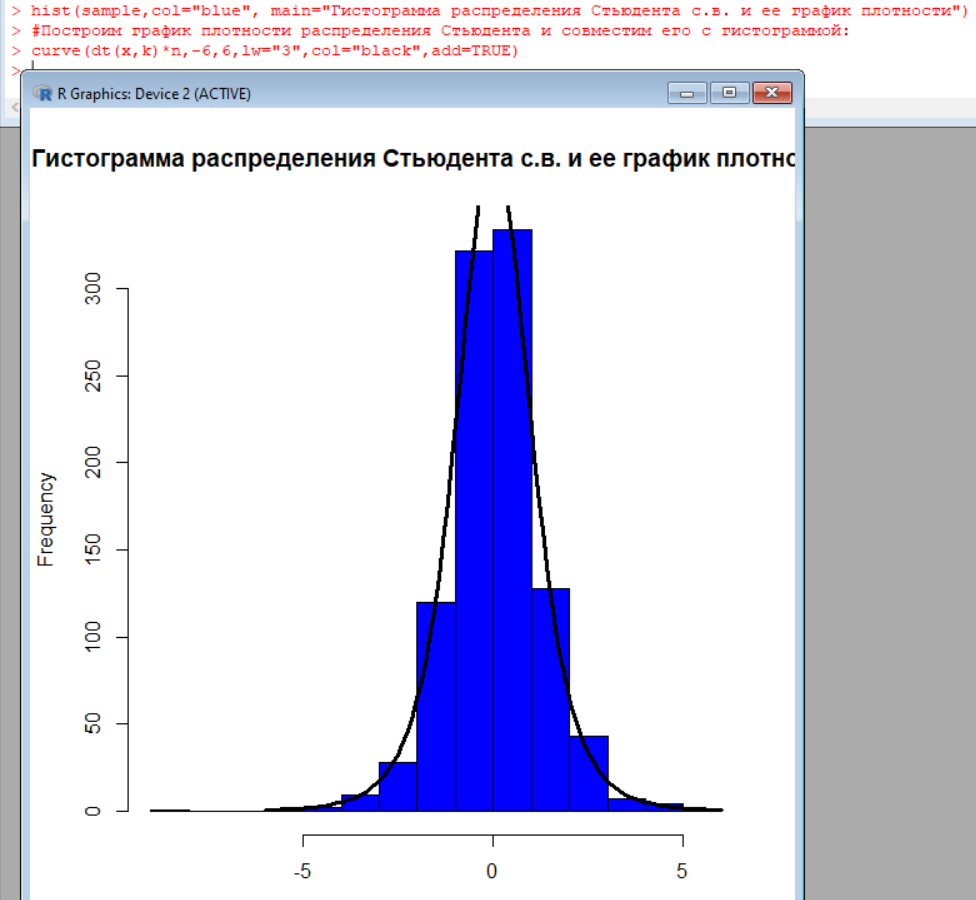 > hist(sample,col="blue", main="Гистограмма распределения Стьюдента с.в. и ее график плотности")
> #Построим график плотности распределения Стьюдента и совместим его с гистограммой:
> curve(dt(x,k)*n,-6,6,lw="3",col="black",add=TRUE)
>
R Graphics: Device 2 (ACTIVE)
Гистограмма распределения Стьюдента с.в. и ее график плотнс
Frequency
300
250
200
150
100
50
0
-5 0 5